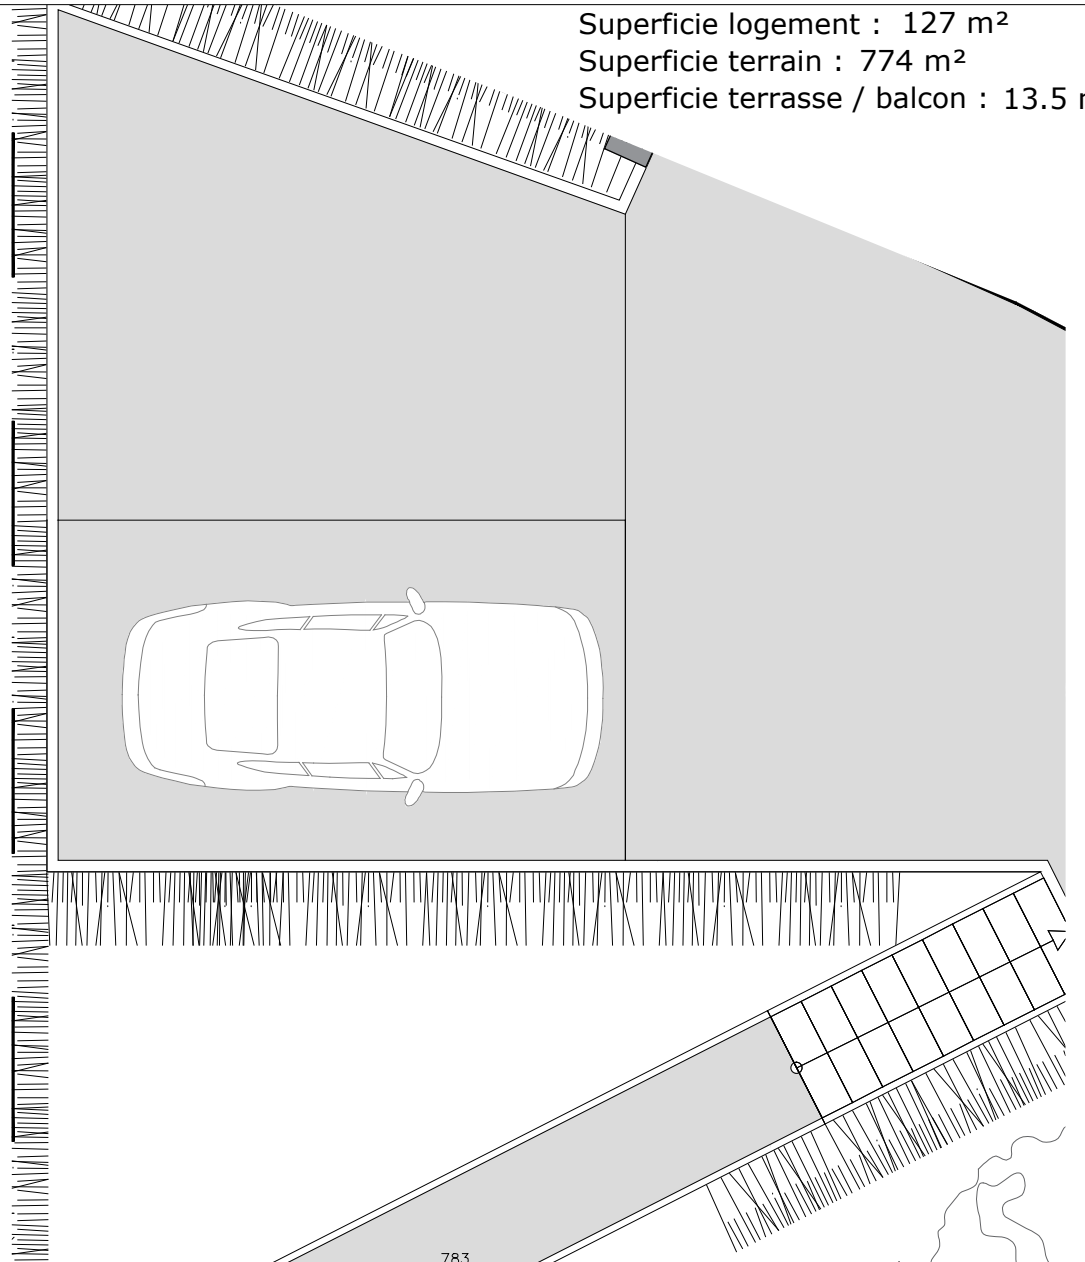 Superficie logement : 127 m²
Superficie terrain : 774 m²
Superficie terrasse / balcon : 13.5
783